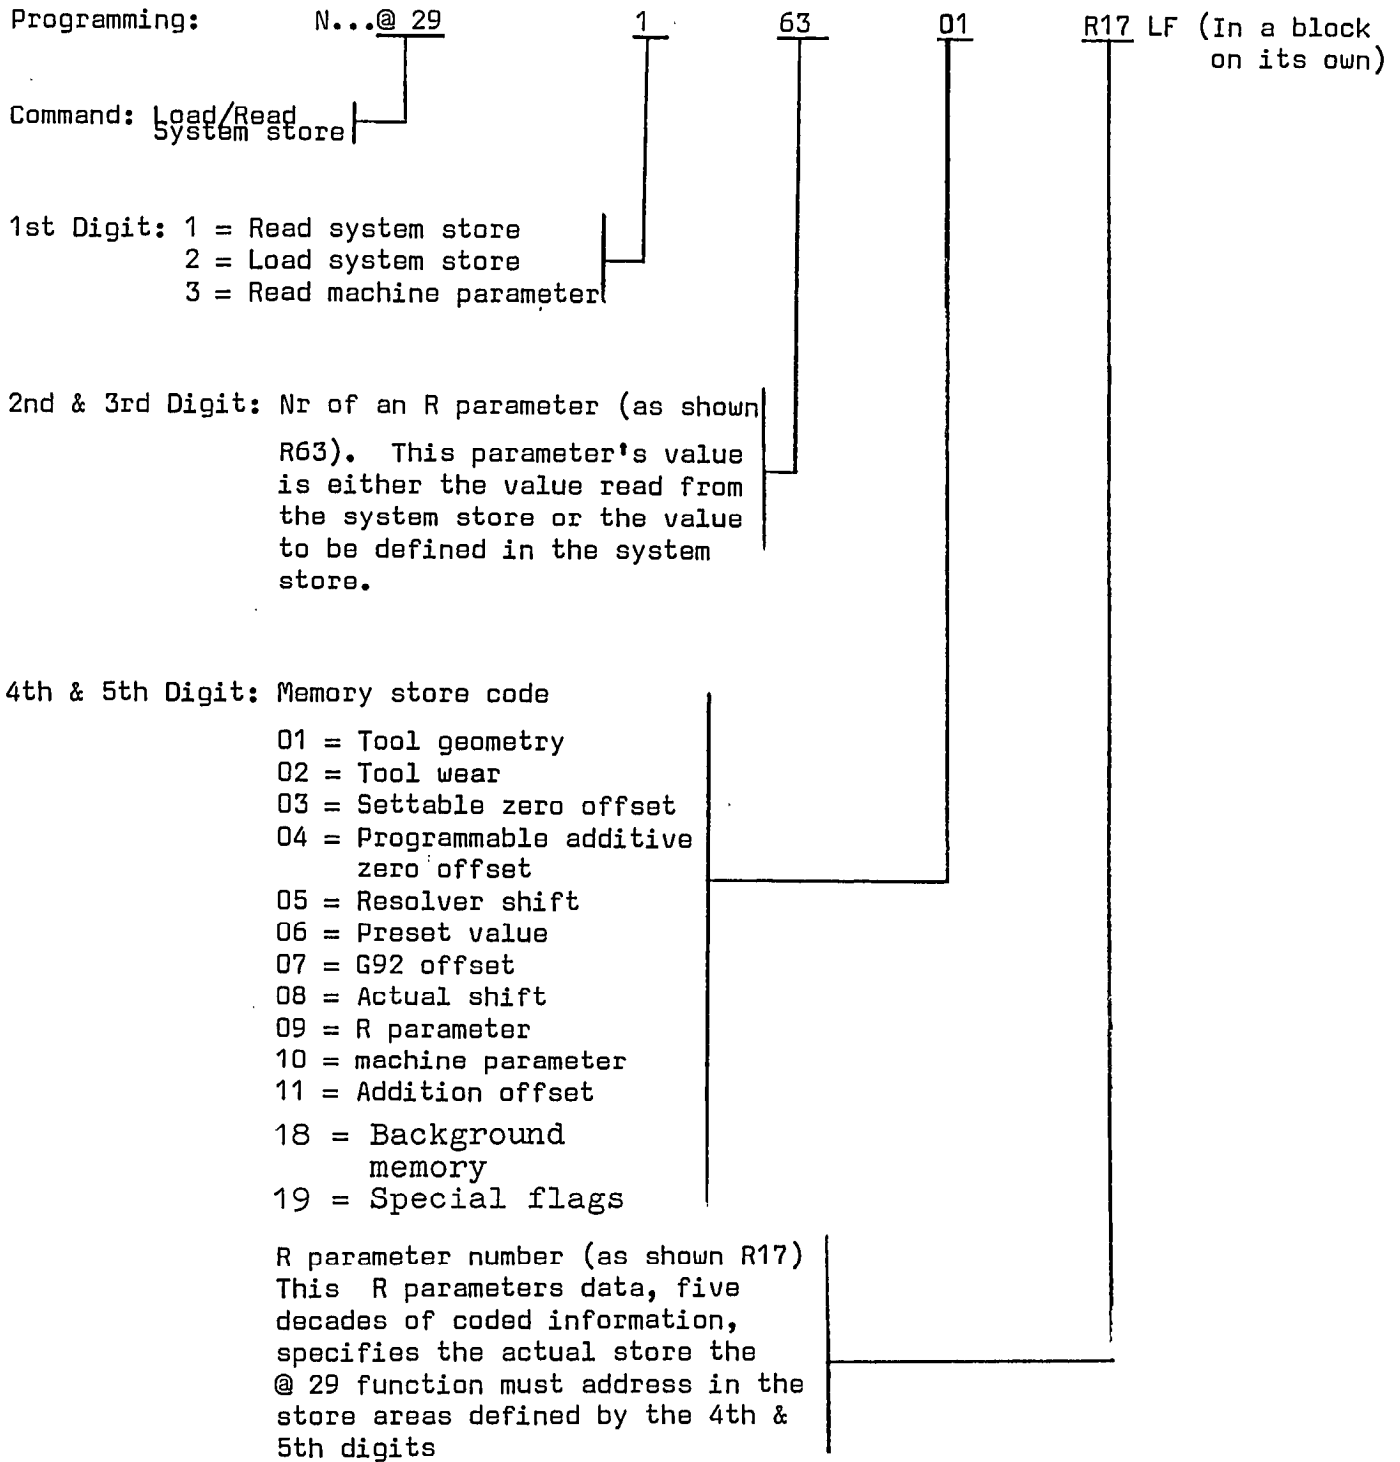 Programming: N...@ 29 1 63 01 R17 LF (In a block
on its own)
Command: Load/Read
System store
1st Digit: 1 = Read system store
2 = Load system store
3 = Read machine parameter
2nd & 3rd Digit: Nr of an R parameter (as shown
R63). This parameter's value
is either the value read from
the system store or the value
to be defined in the system
store.
4th & 5th Digit: Memory store code
01 = Tool geometry
02 = Tool wear
03 = Settable zero offset
04 = Programmable additive
zero offset
05 = Resolver shift
06 = Preset value
07 = G92 offset
08 = Actual shift
09 = R parameter
10 = machine parameter
11 = Addition offset
18 = Background
memory
19 = Special flags
R parameter number (as shown R17)
This R parameters data, five
decades of coded information,
specifies the actual store the
@ 29 function must address in the
store areas defined by the 4th &
5th digits